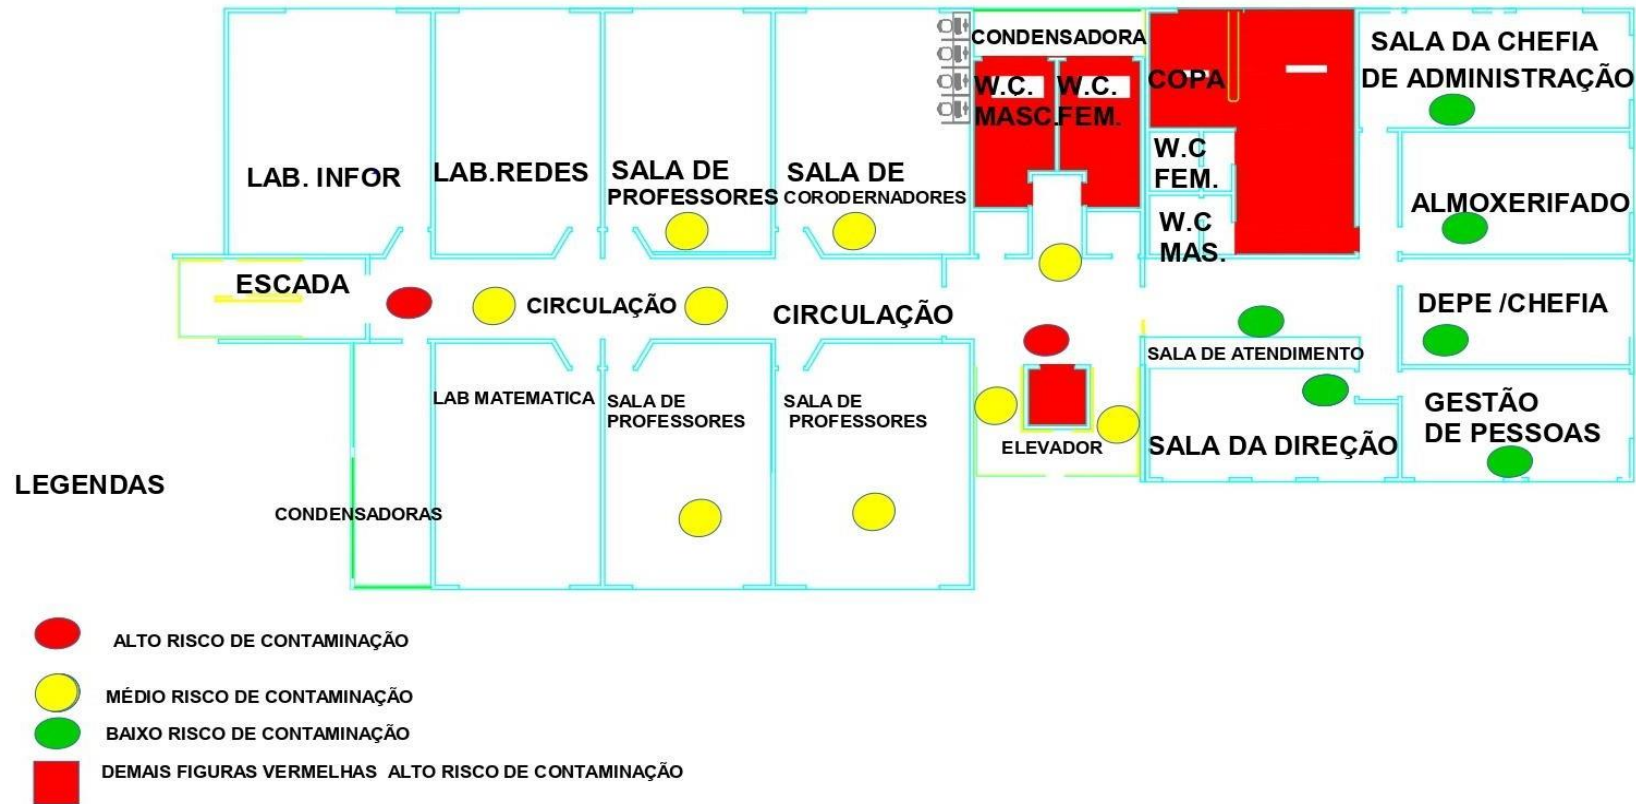 CONDENSADORA
SALA DA CHEFIA
DE ADMINISTRAÇÃO
W.C.
MASC.
W.C.
FEM.
COPA
LAB. INFOR
LAB.REDES
SALA DE
PROFESSORES
SALA DE
CORODERNADORES
W.C
FEM.
W.C
MAS.
ALMOXERIFADO
ESCADA
CIRCULAÇÃO
CIRCULAÇÃO
DEPE /CHEFIA
SALA DE ATENDIMENTO
LAB MATEMATICA
SALA DE
PROFESSORES
SALA DE
PROFESSORES
ELEVADOR
SALA DA DIREÇÃO
GESTÃO
DE PESSOAS
LEGENDAS
CONDENSADORAS
ALTO RISCO DE CONTAMINAÇÃO
MÉDIO RISCO DE CONTAMINAÇÃO
BAIXO RISCO DE CONTAMINAÇÃO
DEMAIS FIGURAS VERMELHAS ALTO RISCO DE CONTAMINAÇÃO